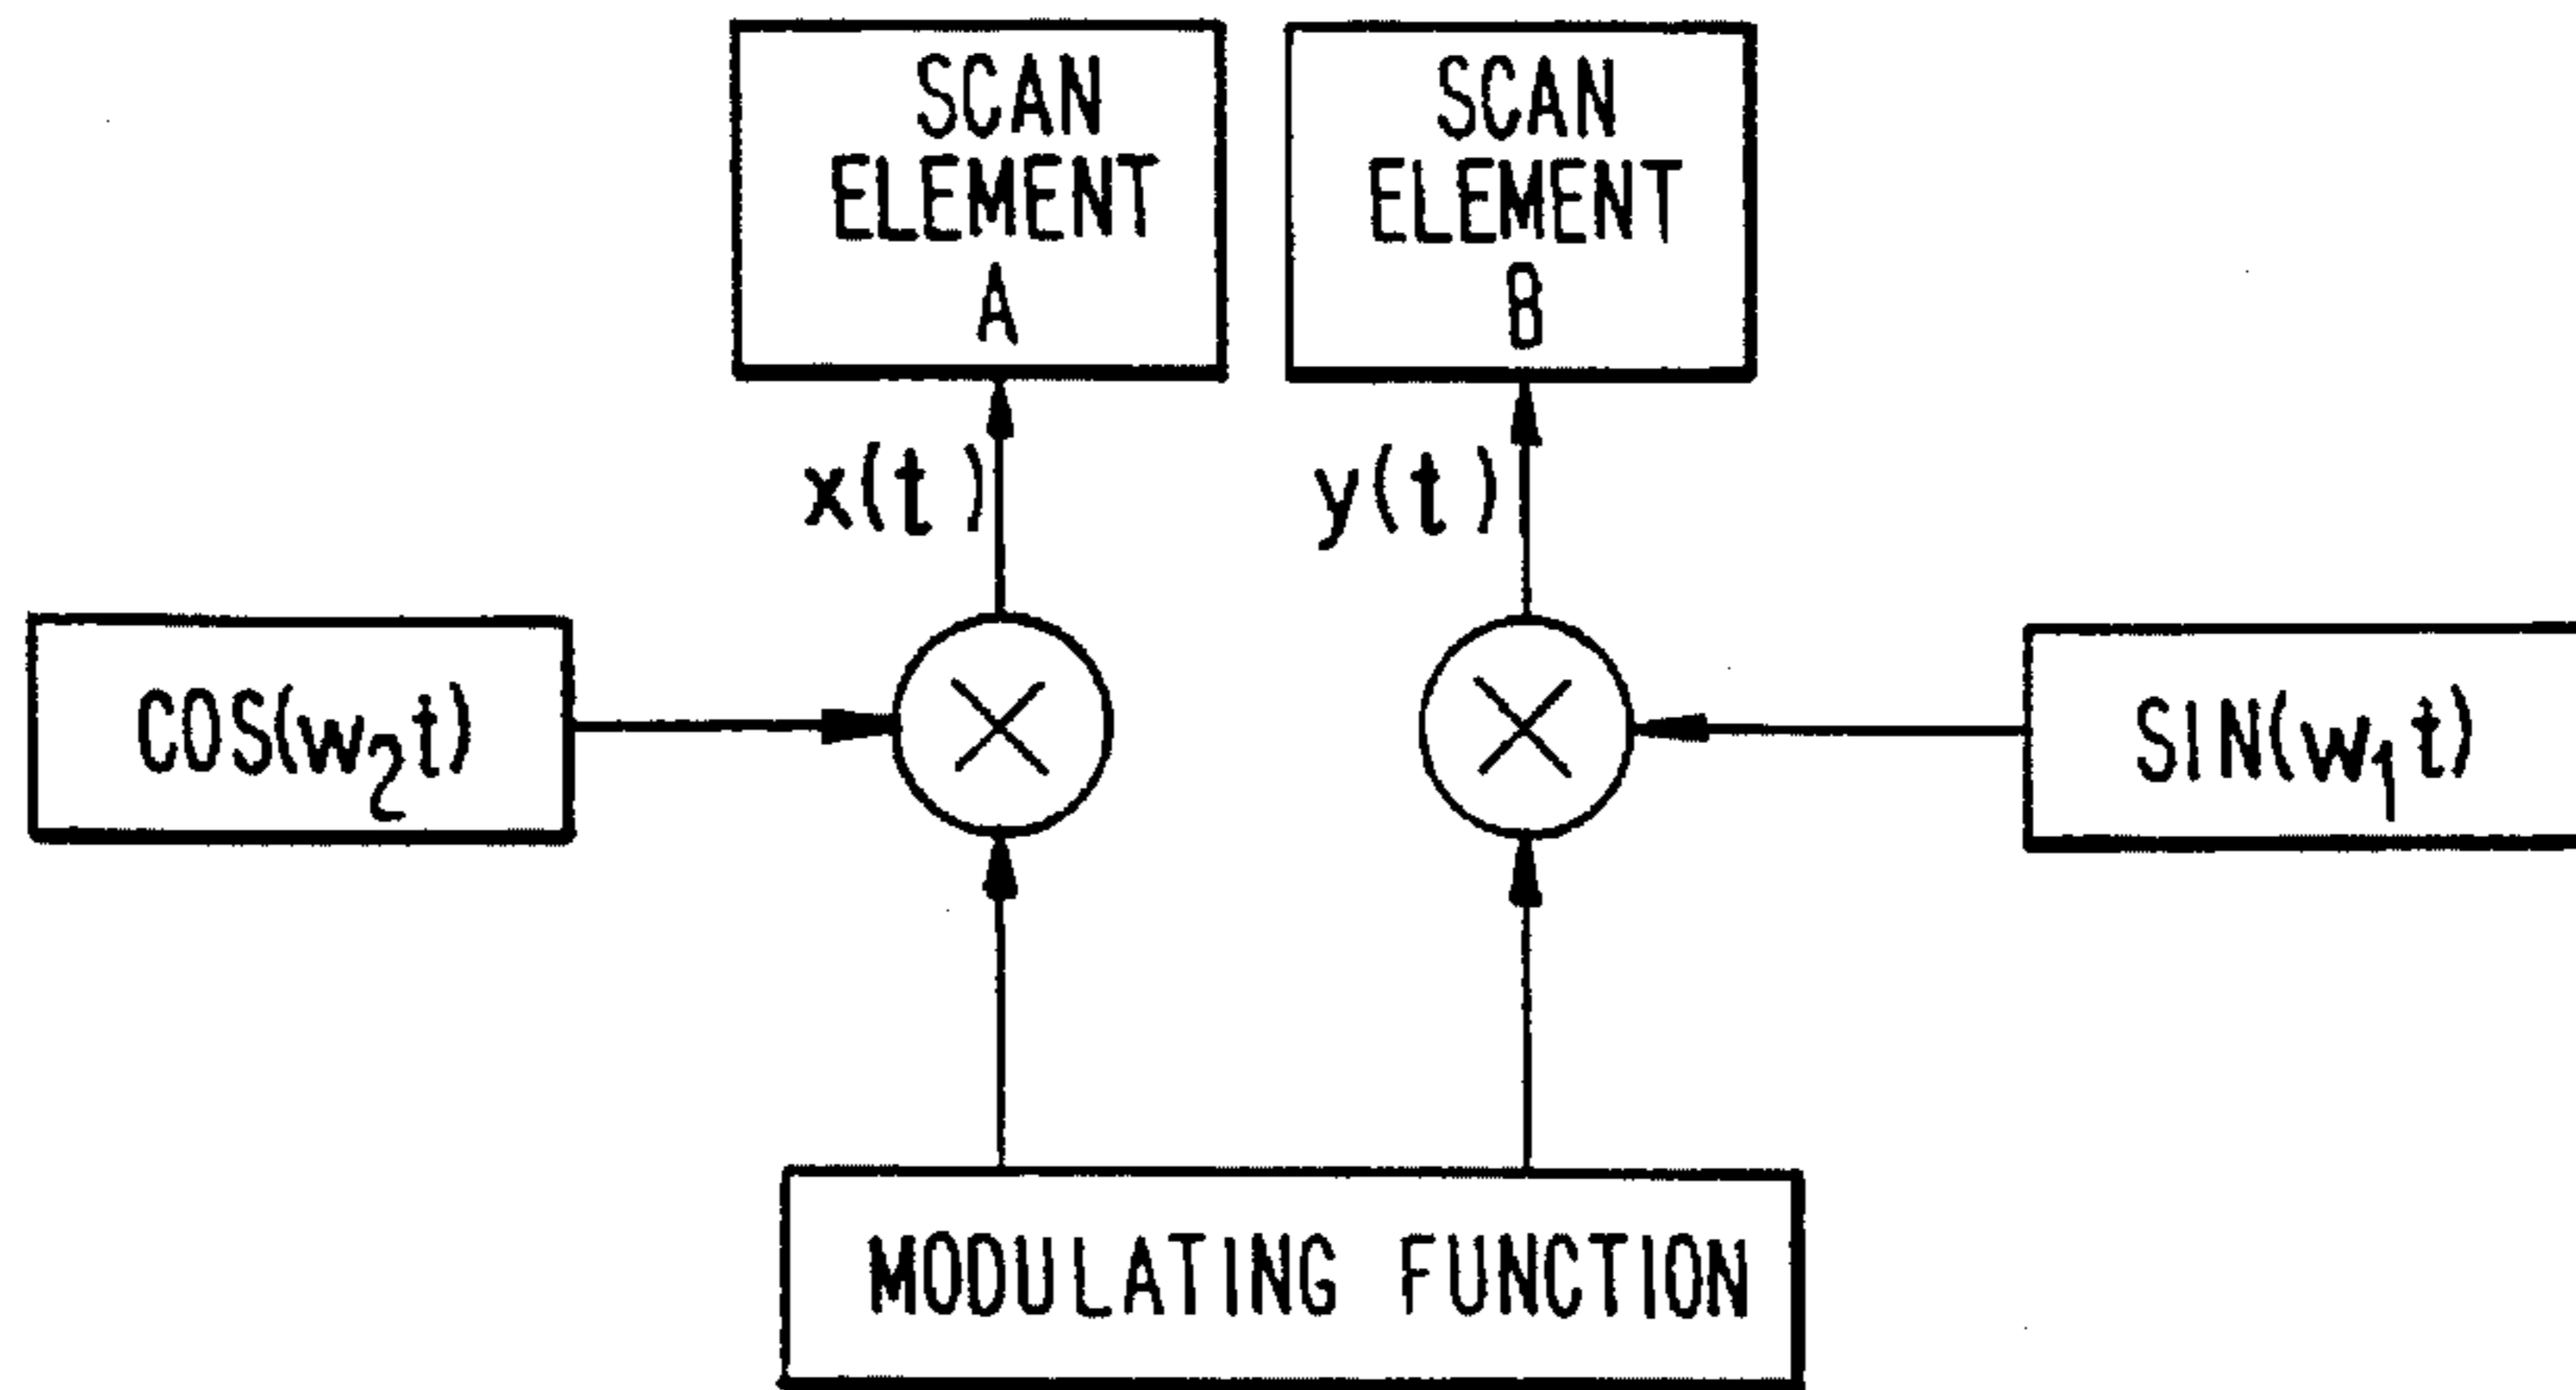 SCAN
ELEMENT
A
SCAN
ELEMENT
B
x(t)
y(t)
COS(w₂t)
SIN(w₁t)
MODULATING FUNCTION